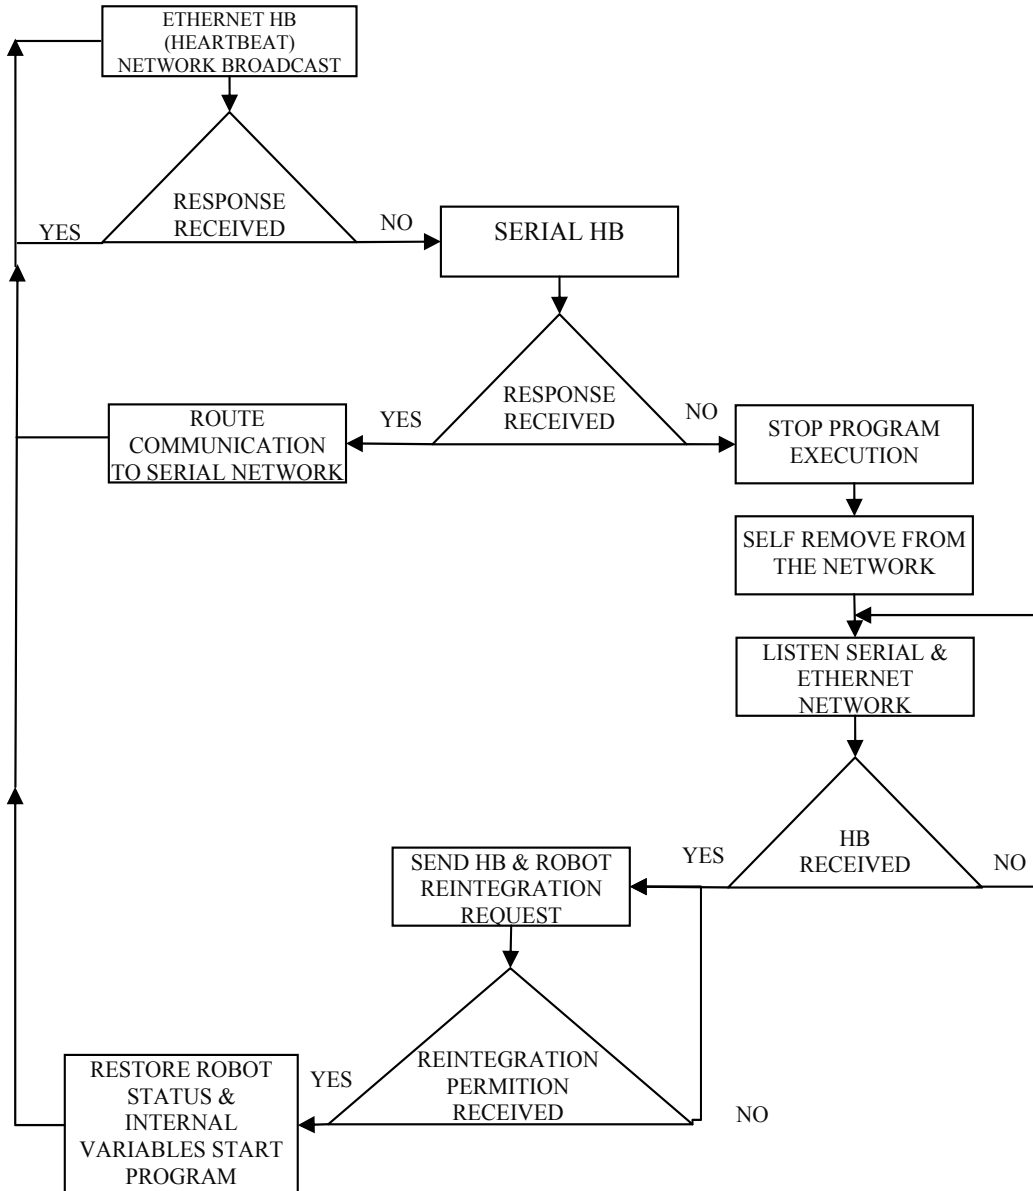 ETHERNET HB
(HEARTBEAT)
NETWORK BROADCAST
RESPONSE
RECEIVED
YES
NO
SERIAL HB
RESPONSE
RECEIVED
YES
NO
ROUTE
COMMUNICATION
TO SERIAL NETWORK
STOP PROGRAM
EXECUTION
SELF REMOVE FROM
THE NETWORK
LISTEN SERIAL &
ETHERNET
NETWORK
HB
RECEIVED
YES
NO
SEND HB & ROBOT
REINTEGRATION
REQUEST
REINTEGRATION
PERMITION
RECEIVED
YES
NO
RESTORE ROBOT
STATUS &
INTERNAL
VARIABLES START
PROGRAM